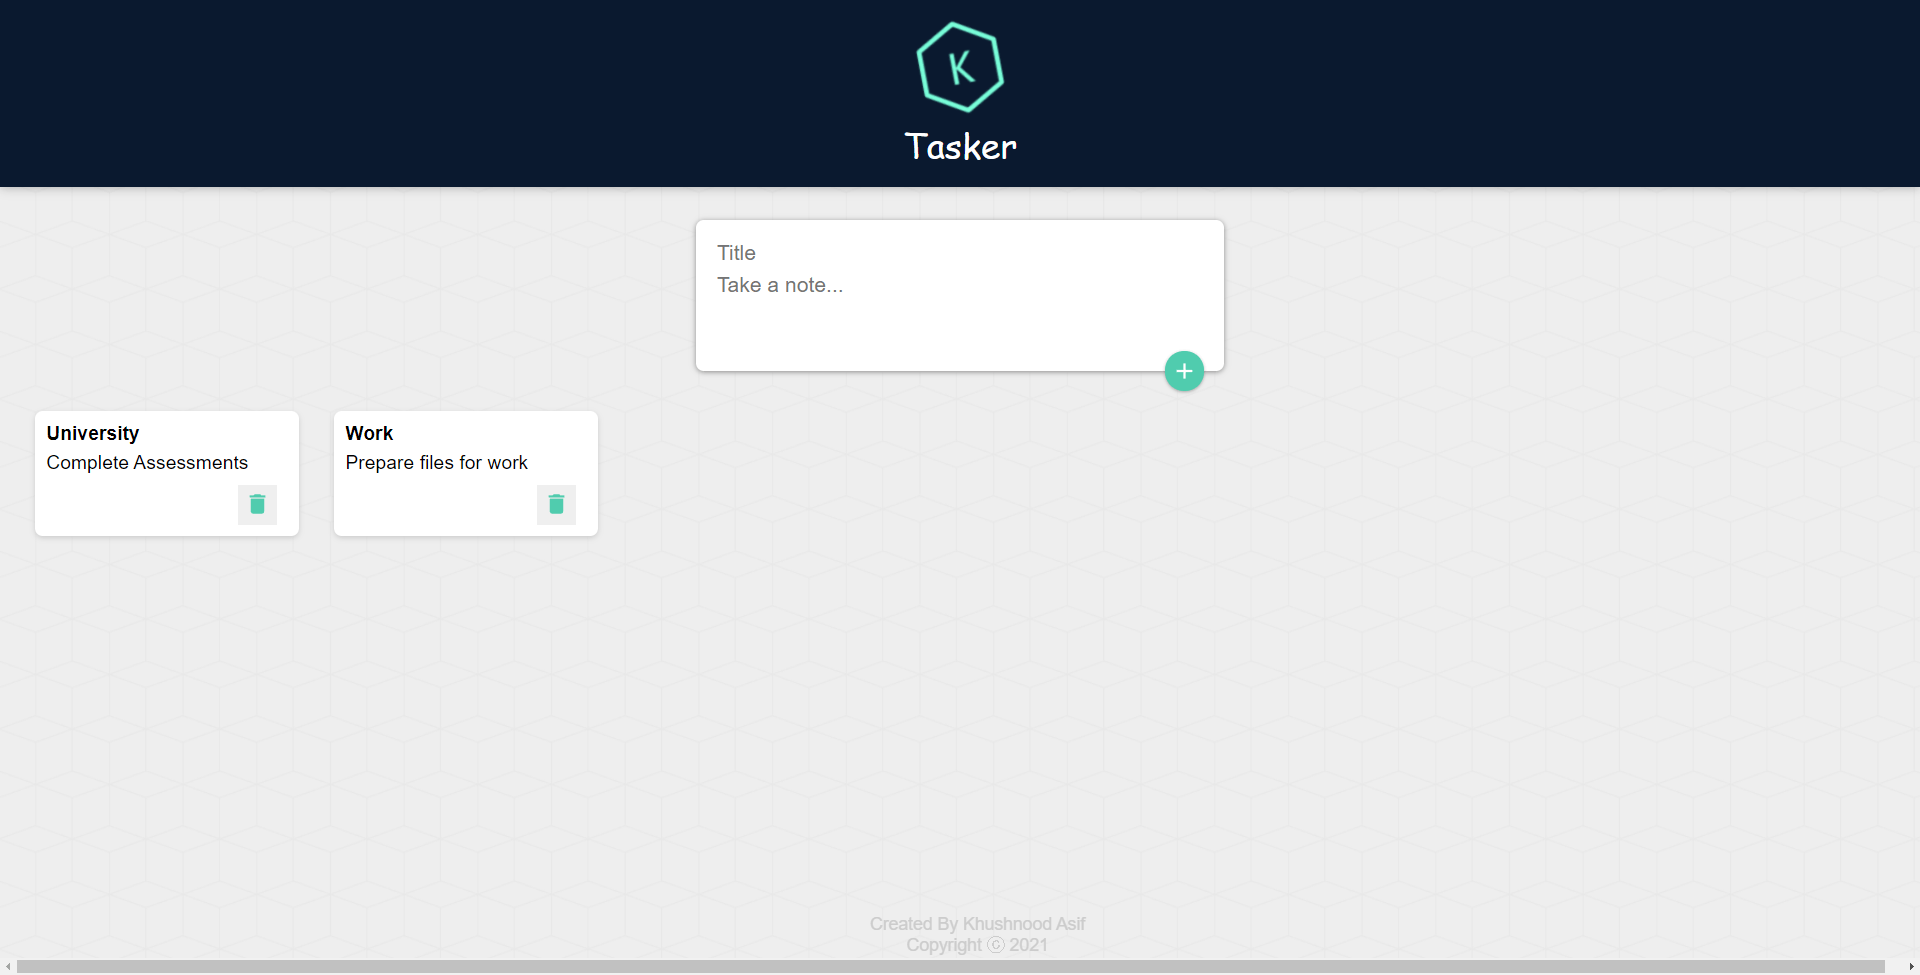 K
Tasker
Title
Take a note...
University
Complete Assessments
Work
Prepare files for work
Created By Khushnood Asif
Copyright ⓒ 2021